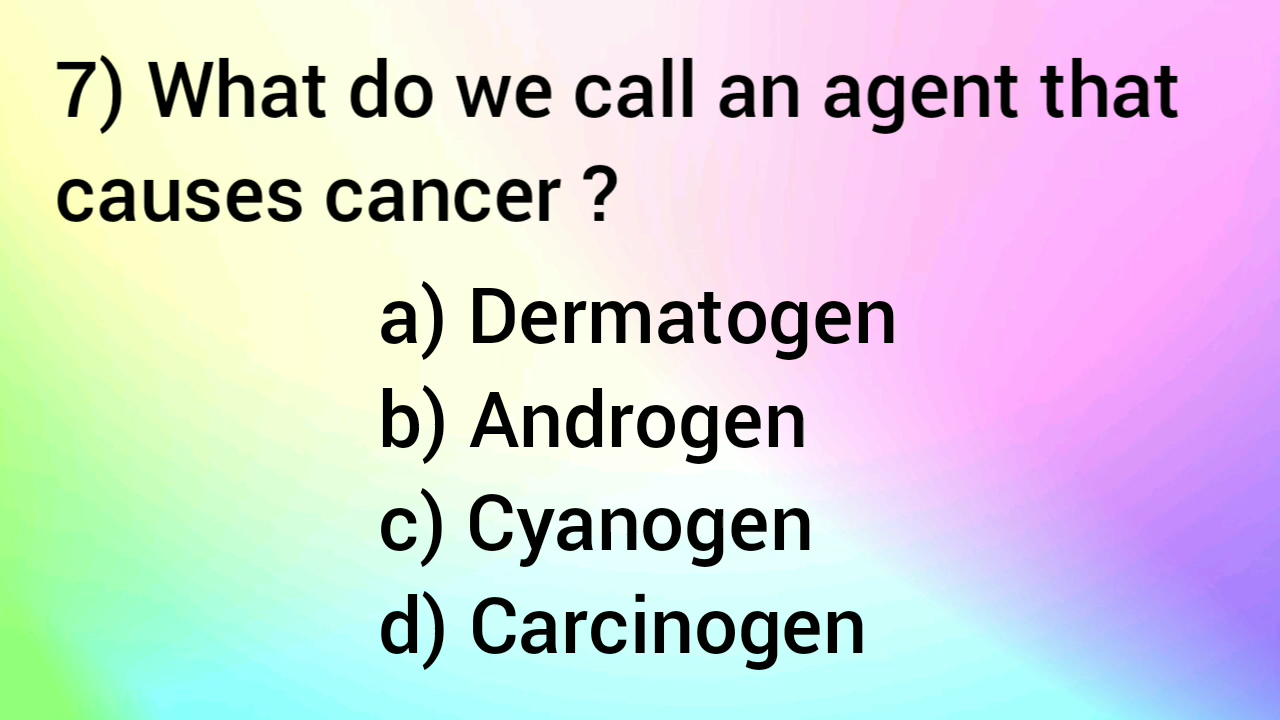 7) What do we call an agent that
causes cancer ?
a) Dermatogen
b) Androgen
c) Cyanogen
d) Carcinogen